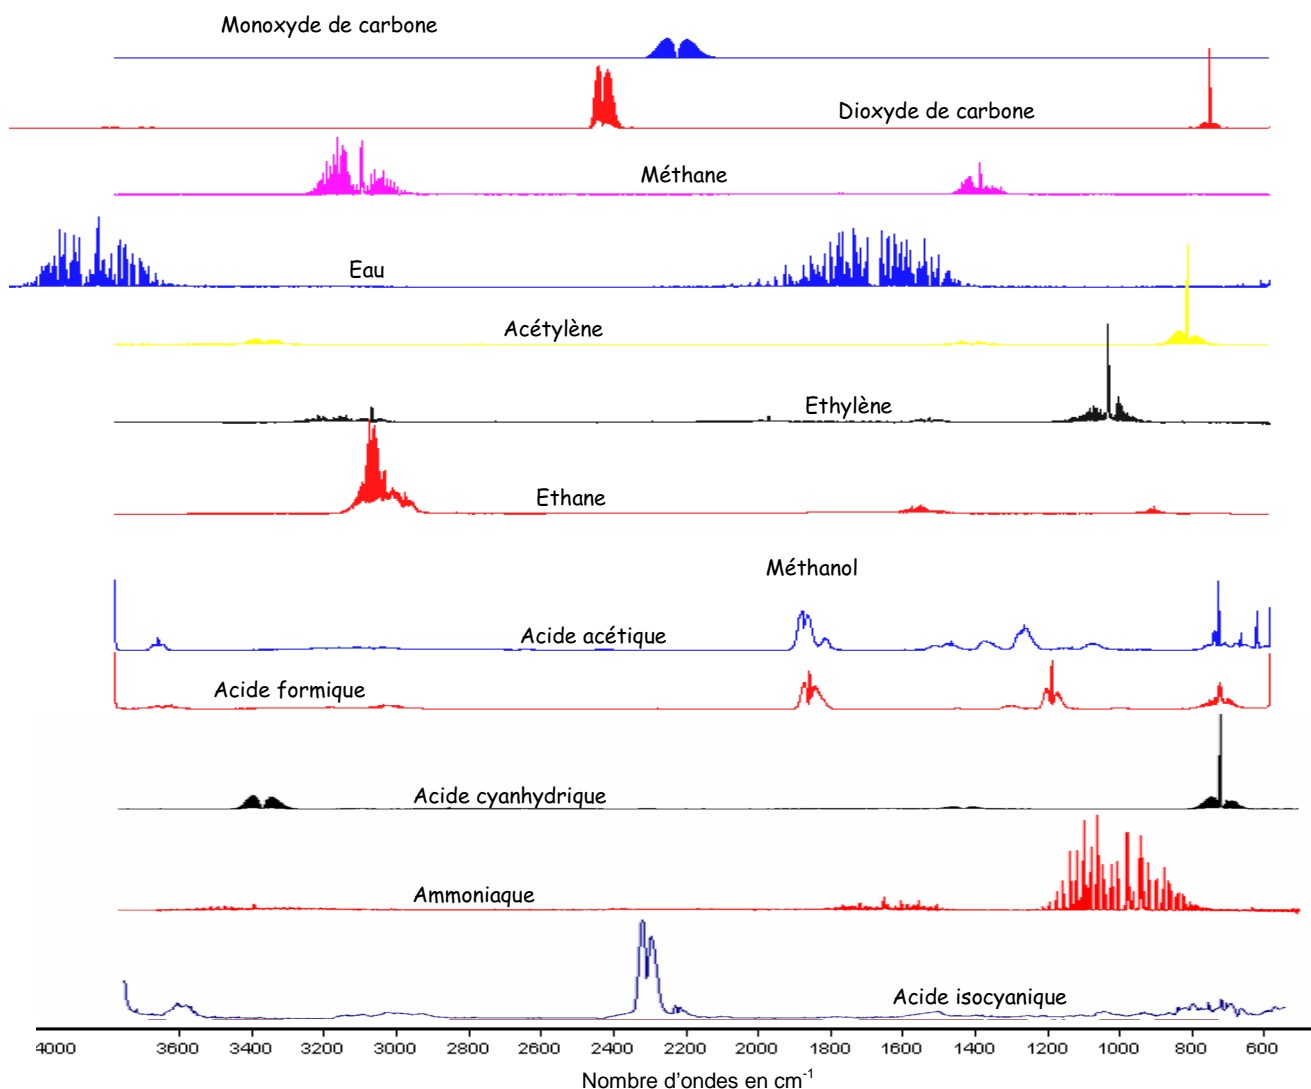 Monoxyde de carbone
Dioxyde de carbone
Méthane
Eau
Acétylène
Ethylène
Ethane
Méthanol
Acide acétique
Acide formique
Acide cyanhydrique
Ammoniaque
Acide isocyanique
4000 3600 3400 3200 3000 2800 2600 2400 2200 2000 1800 1600 1400 1200 1000 800 600
Nombre d'ondes en cm⁻¹